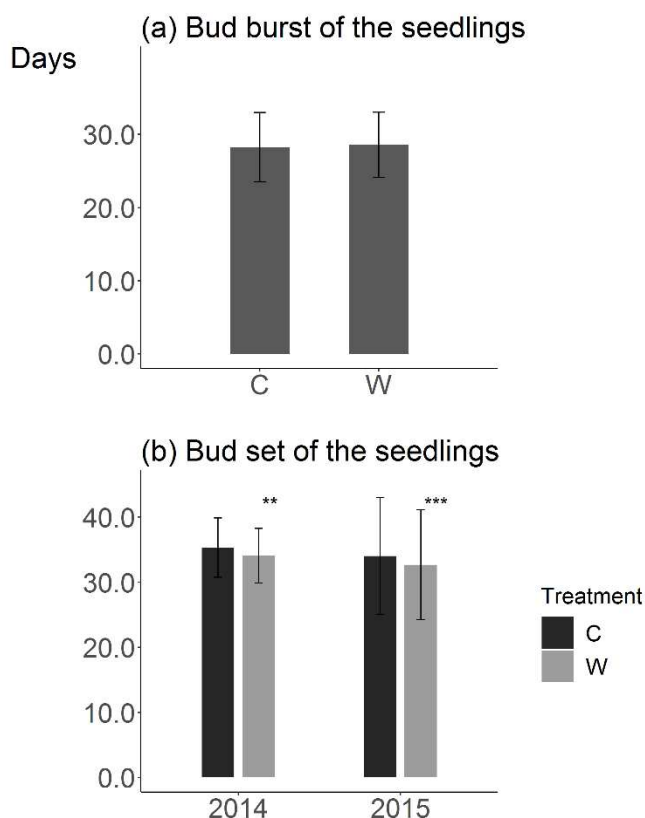 (a) Bud burst of the seedlings
Days
30.0
20.0
10.0
0.0
C W
(b) Bud set of the seedlings
** ***
40.0
30.0
20.0
10.0
0.0
2014 2015
Treatment
C
W